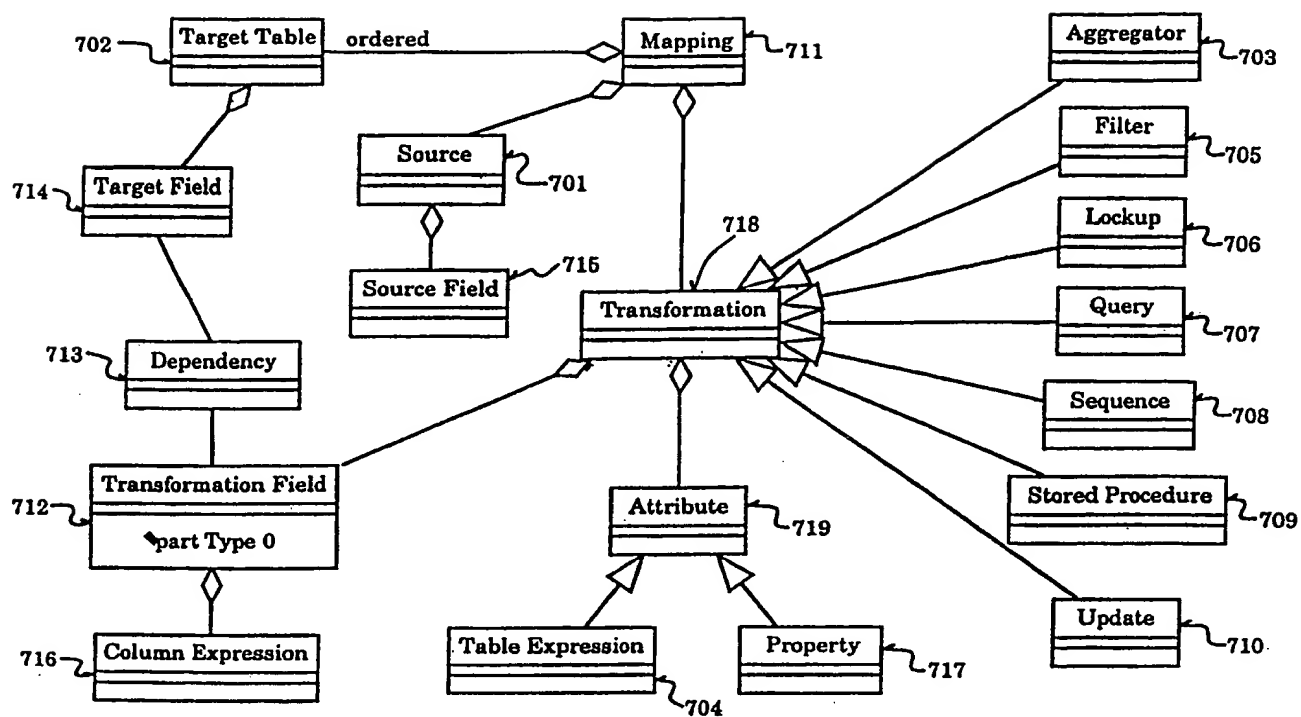 702
Target Table
ordered
Mapping
711
Aggregator
703
Source
701
Filter
705
714
Target Field
Lockup
706
718
715
Source Field
Transformation
Query
707
713
Dependency
Sequence
708
Transformation Field
712
part Type 0
Attribute
719
Stored Procedure
709
716
Column Expression
Table Expression
704
Property
717
Update
710